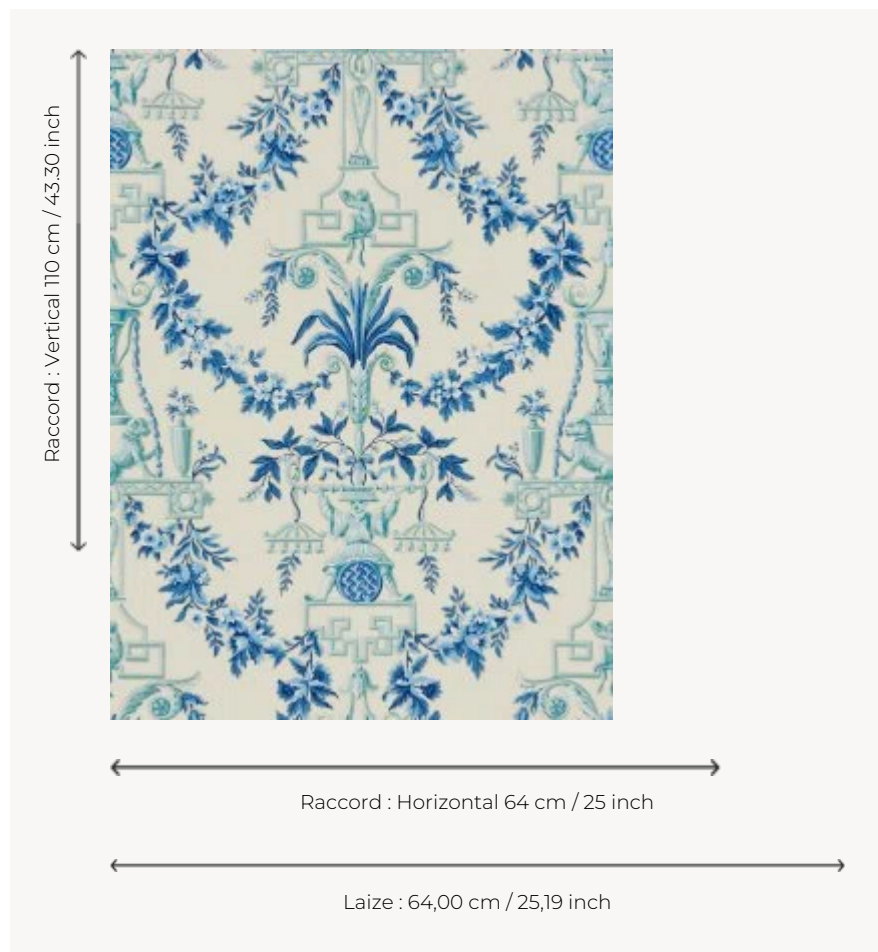 Raccord : Vertical 110 cm / 43.30 inch
Raccord : Horizontal 64 cm / 25 inch
Laize : 64,00 cm / 25,19 inch